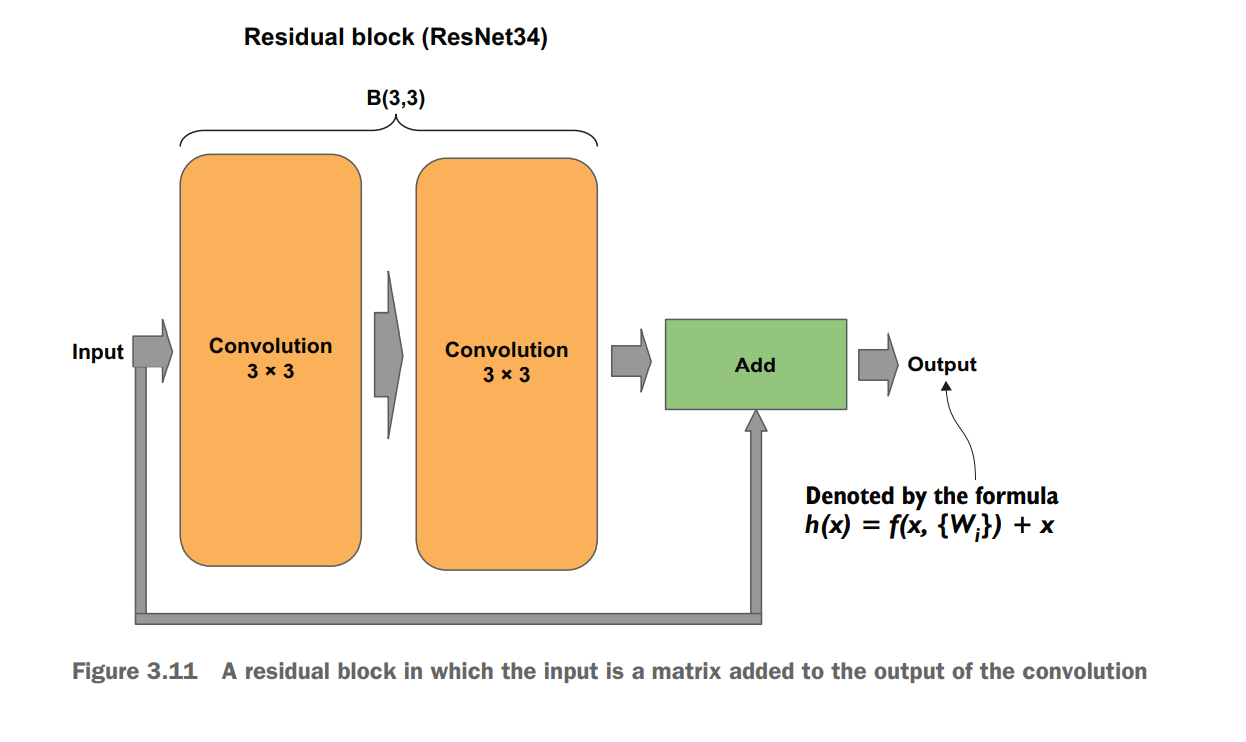 Residual block (ResNet34)
B(3,3)
Input
Convolution
3 × 3
Convolution
3 × 3
Add
Output
Denoted by the formula
h(x) = f(x, {Wᵢ}) + x
Figure 3.11 A residual block in which the input is a matrix added to the output of the convolution